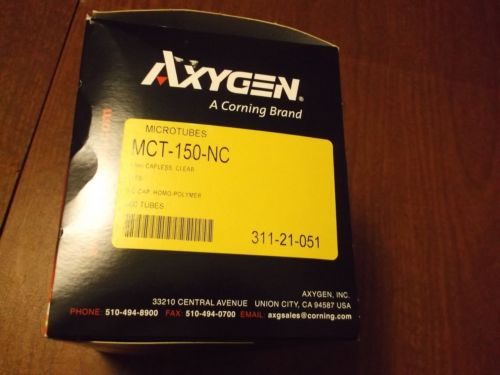 AXYGEN
A Corning Brand
MICROTUBES
MCT-150-NC
CAPLESS, CLEAR
CAP, HOMO-POLYMER
TUBES
311-21-051
AXYGEN, INC.
33210 CENTRAL AVENUE UNION CITY, CA 94587 USA
PHONE: 510-494-8900 FAX: 510-494-0700 EMAIL: axgsales@corning.com